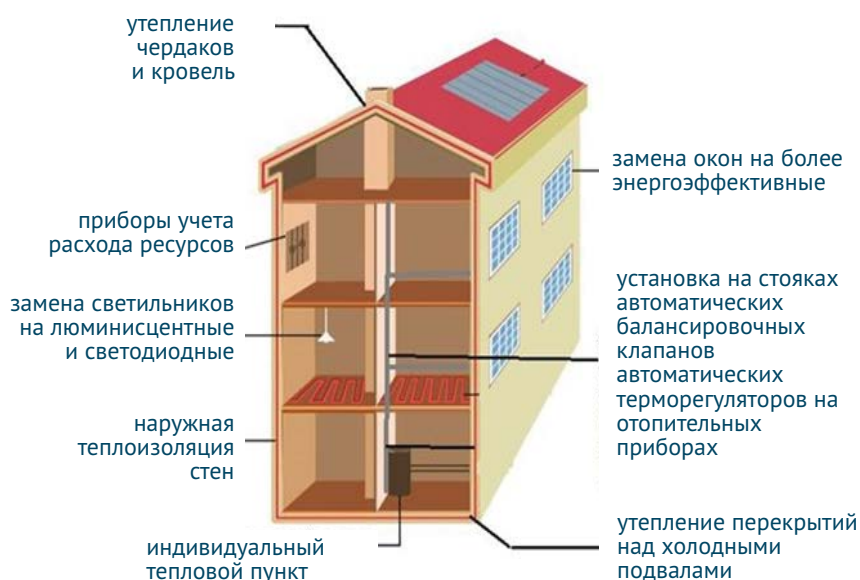 утепление
чердаков
и кровель
приборы учета
расхода ресурсов
замена светильников
на люминисцентные
и светодиодные
наружная
теплоизоляция
стен
индивидуальный
тепловой пункт
замена окон на более
энергоэффективные
установка на стояках
автоматических
балансировочных
клапанов
автоматических
терморегуляторов на
отопительных
приборах
утепление перекрытий
над холодными
подвалами